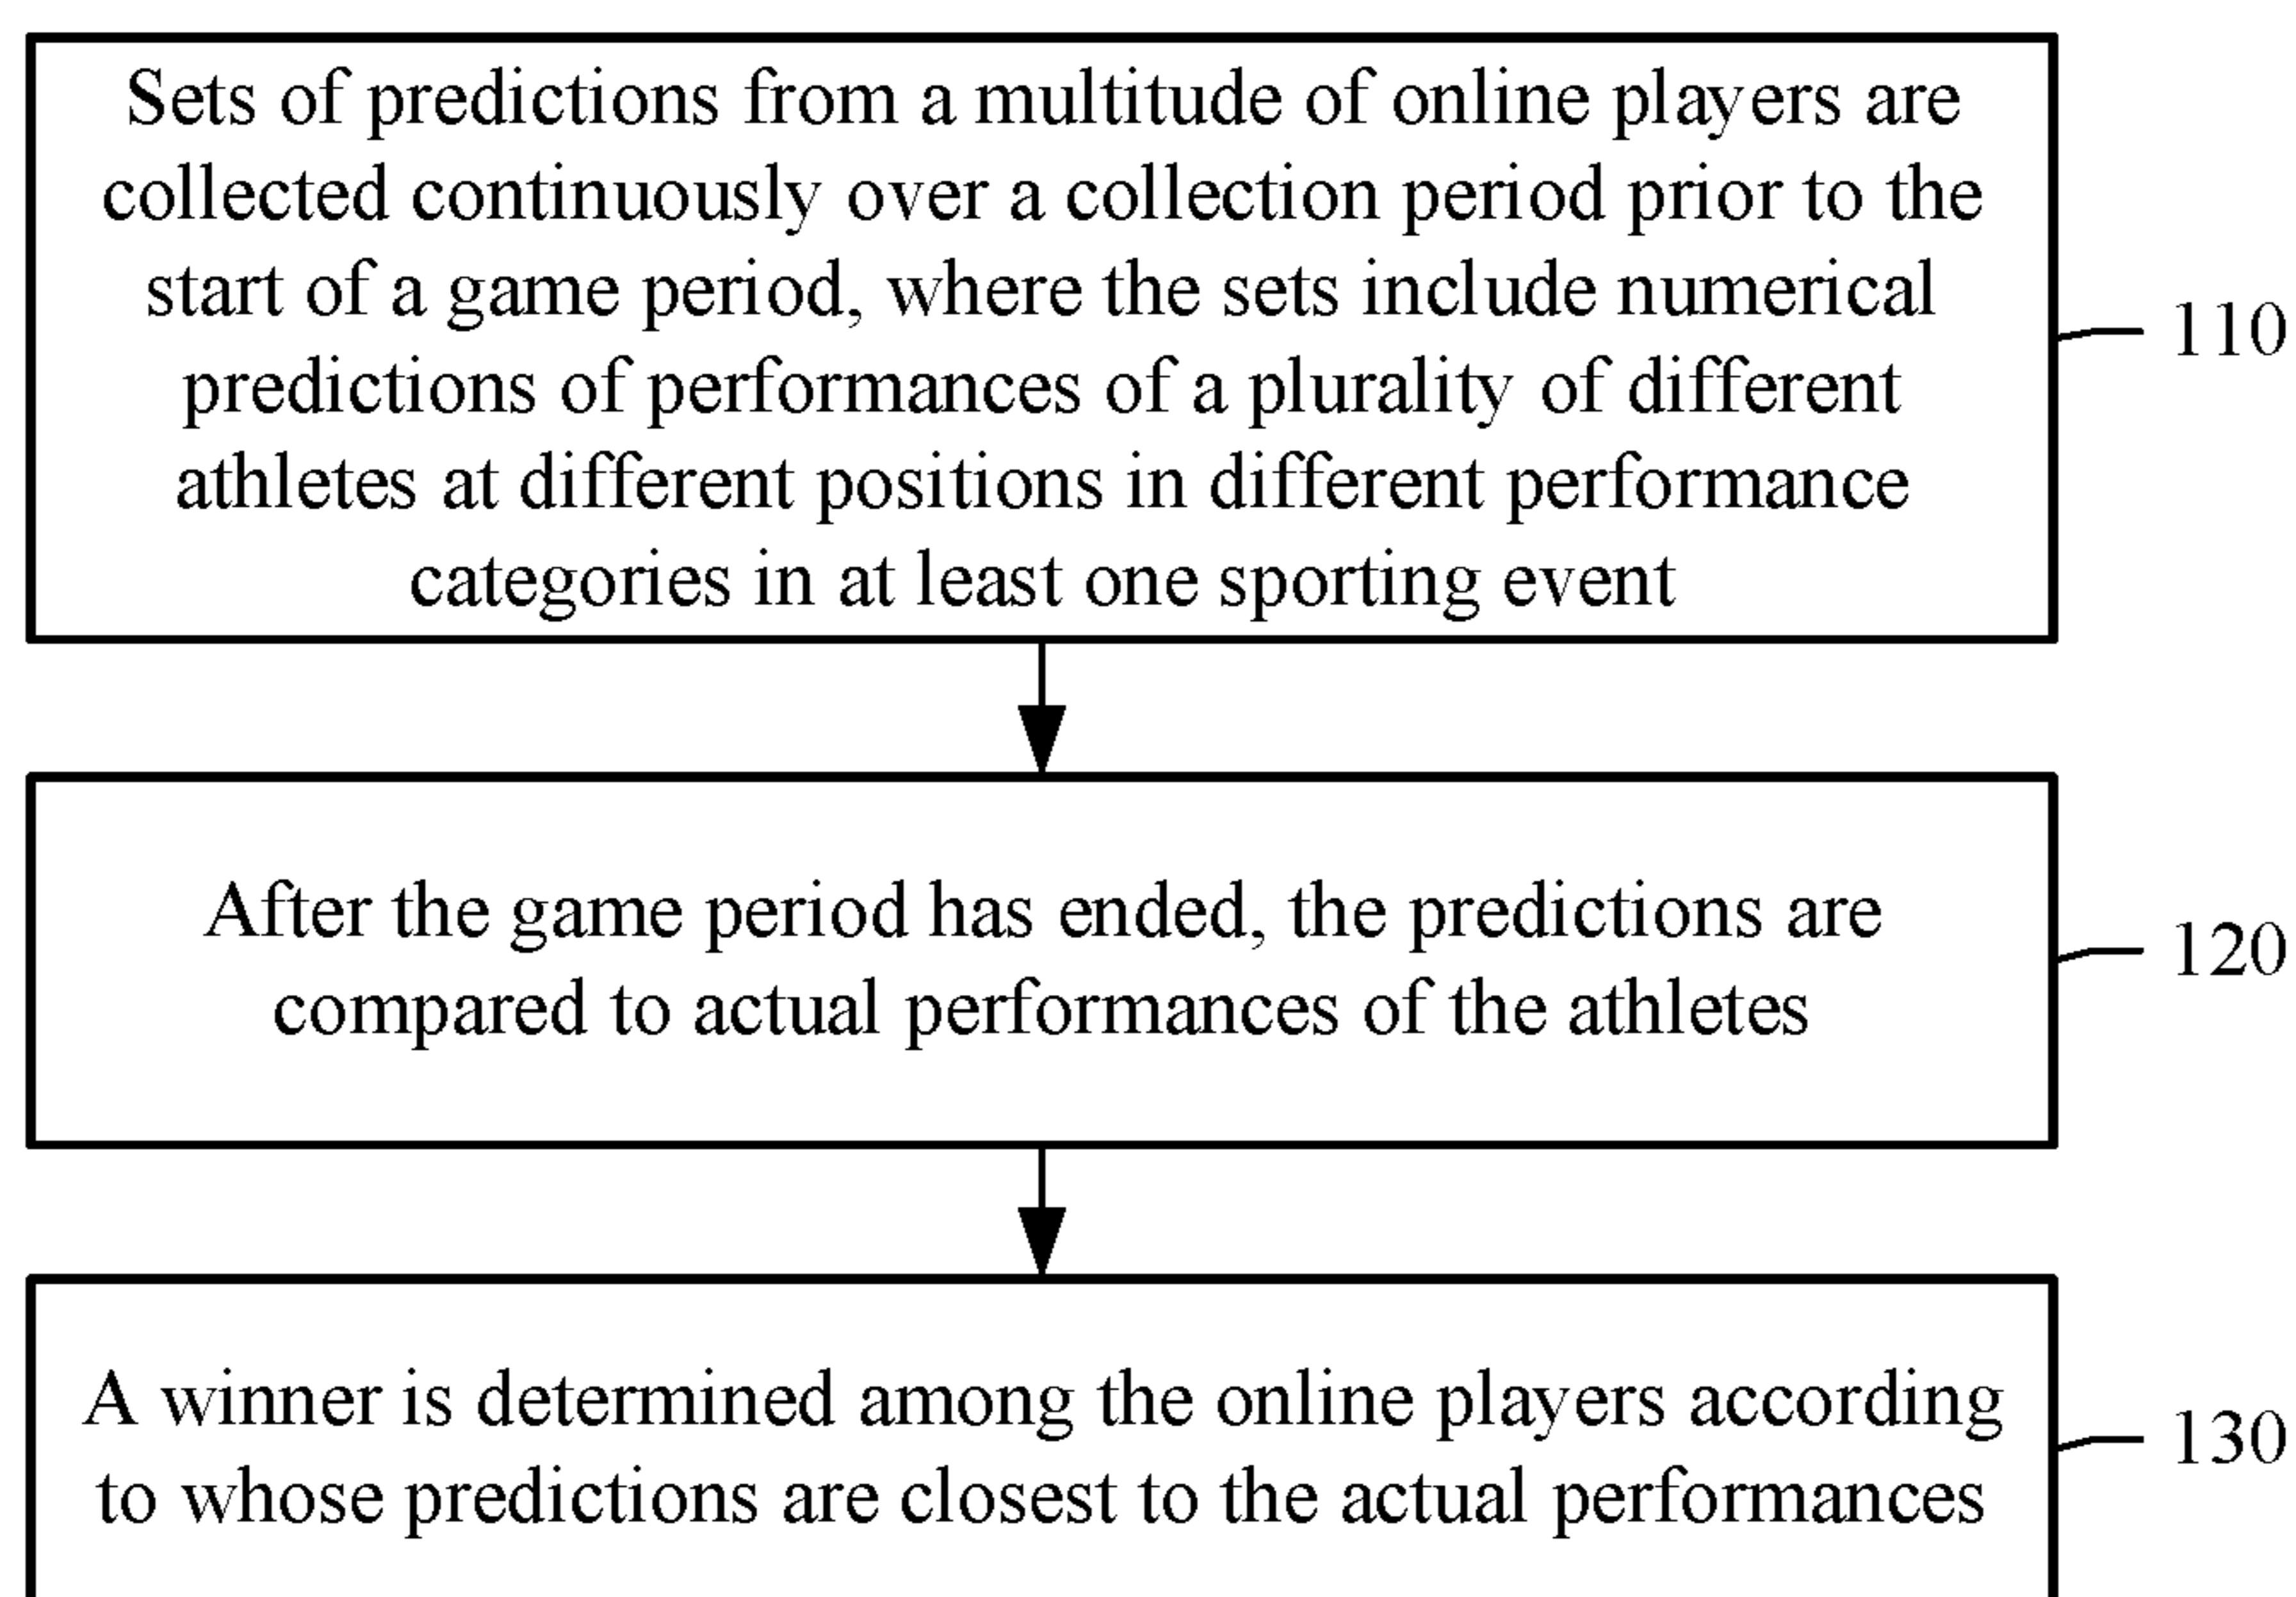 Sets of predictions from a multitude of online players are
collected continuously over a collection period prior to the
start of a game period, where the sets include numerical
predictions of performances of a plurality of different
athletes at different positions in different performance
categories in at least one sporting event
110
After the game period has ended, the predictions are
compared to actual performances of the athletes
120
A winner is determined among the online players according
to whose predictions are closest to the actual performances
130